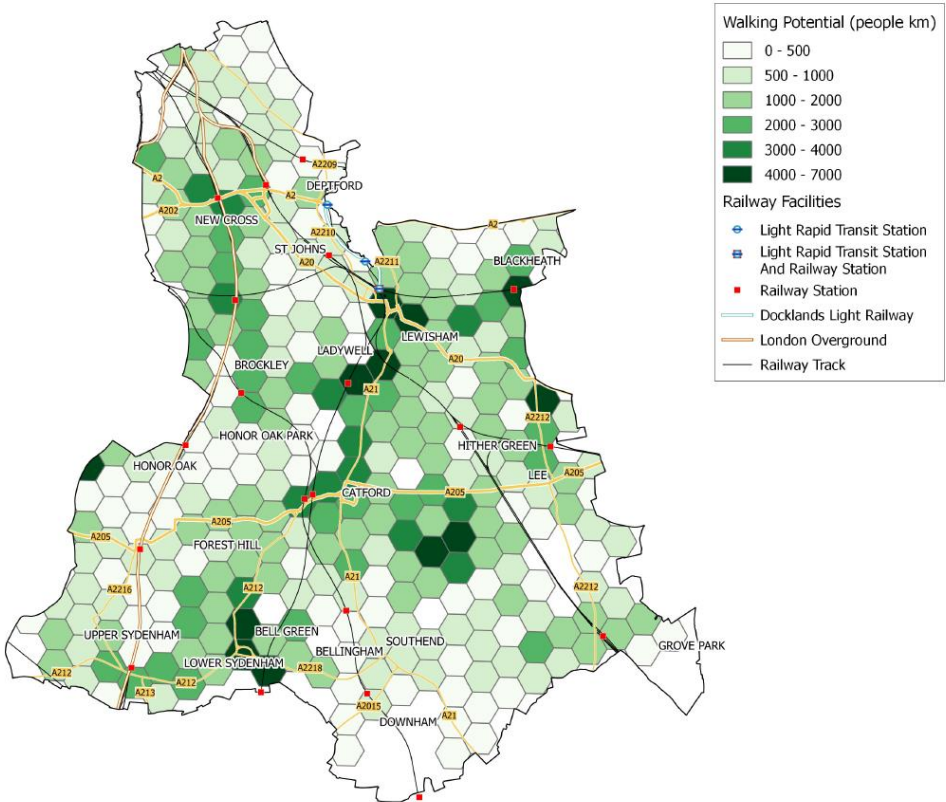 Walking Potential (people km)
0 - 500
500 - 1000
1000 - 2000
2000 - 3000
3000 - 4000
4000 - 7000
Railway Facilities
Light Rapid Transit Station
Light Rapid Transit Station
And Railway Station
Railway Station
Docklands Light Railway
London Overground
Railway Track
A2209
A2
DEPTFORD
A2
A202
NEW CROSS
A2210
A2
ST JOHNS
A20
A2211
BLACKHEATH
LEWISHAM
LADYWELL
A20
BROCKLEY
A21
A2212
HONOR OAK PARK
HITHER GREEN
HONOR OAK
LEE
A205
CATFORD
A205
A205
A205
FOREST HILL
A21
A2216
A212
A2212
UPPER SYDENHAM
BELL GREEN
SOUTHEND
GROVE PARK
BELLINGHAM
LOWER SYDENHAM
A2218
A212
A212
A213
A2015
DOWNHAM
A21